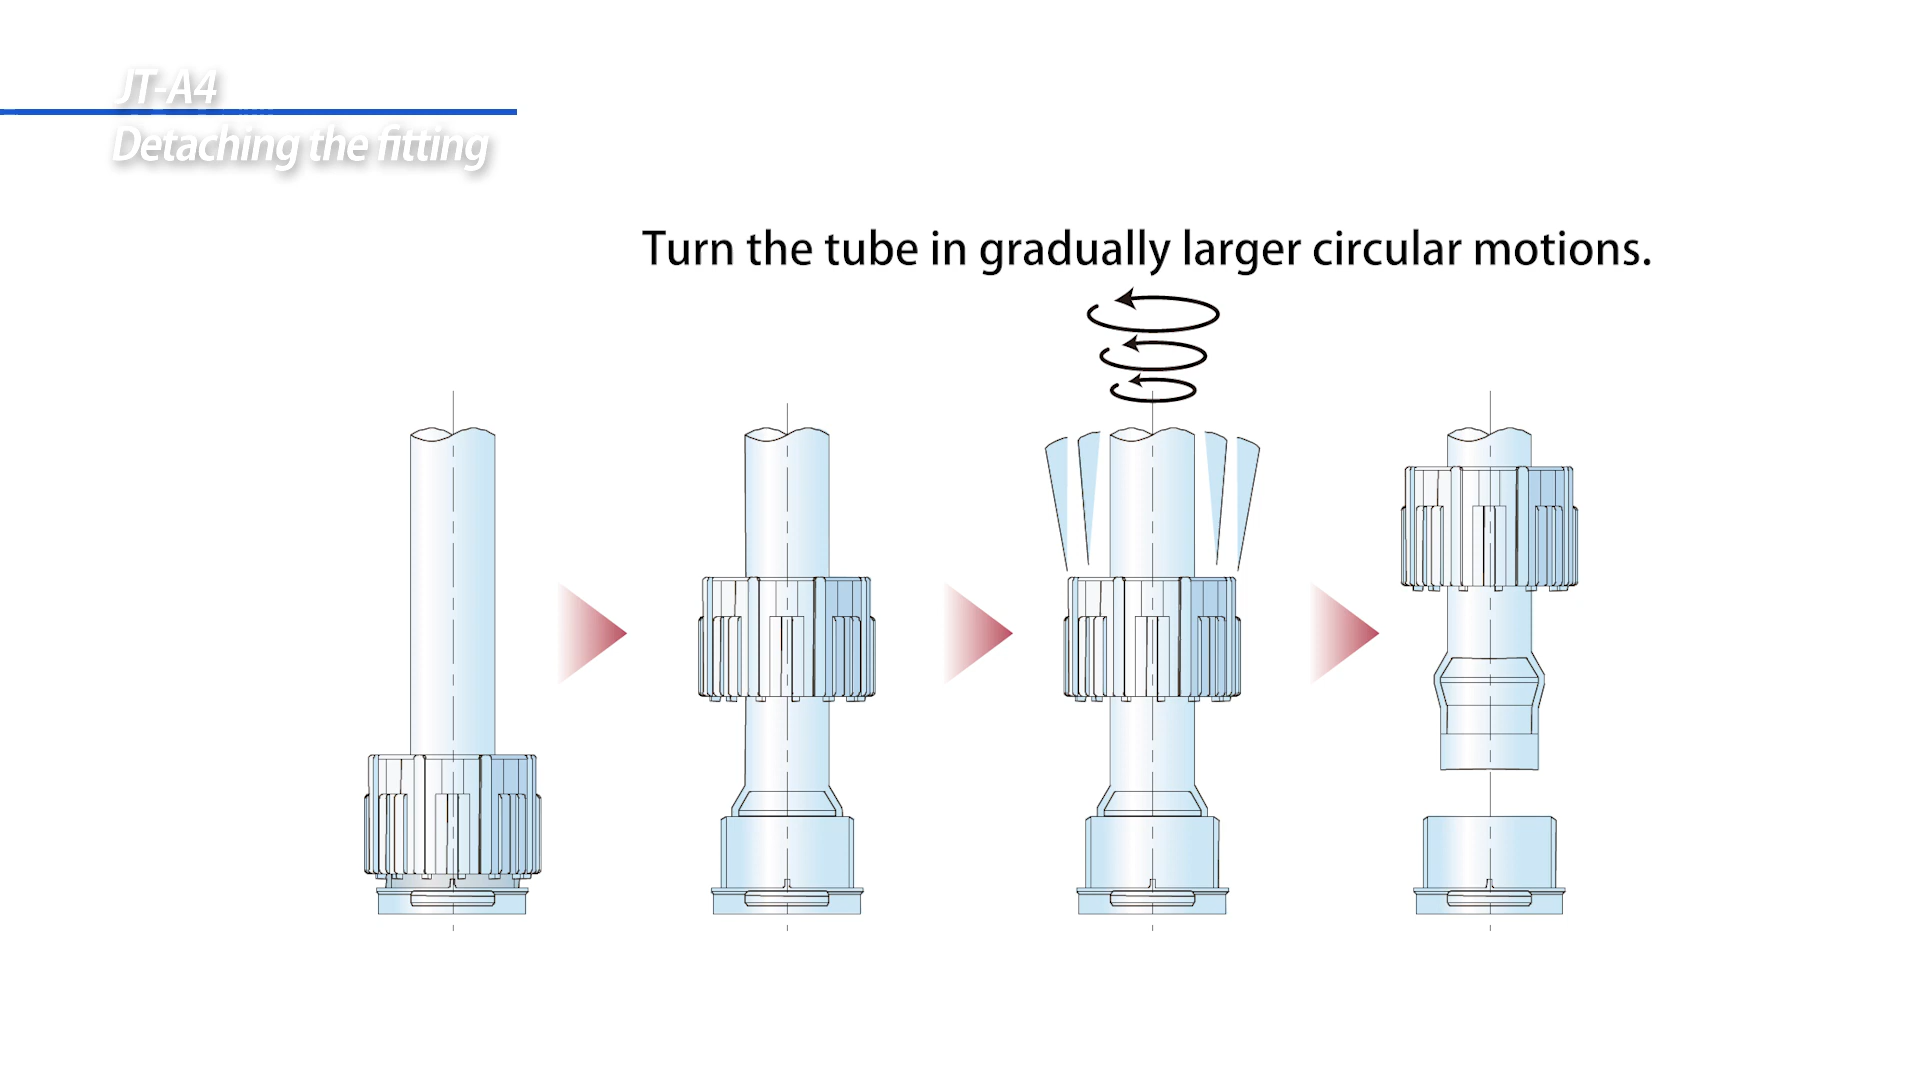 JT-A4
Detaching the fitting
Turn the tube in gradually larger circular motions.